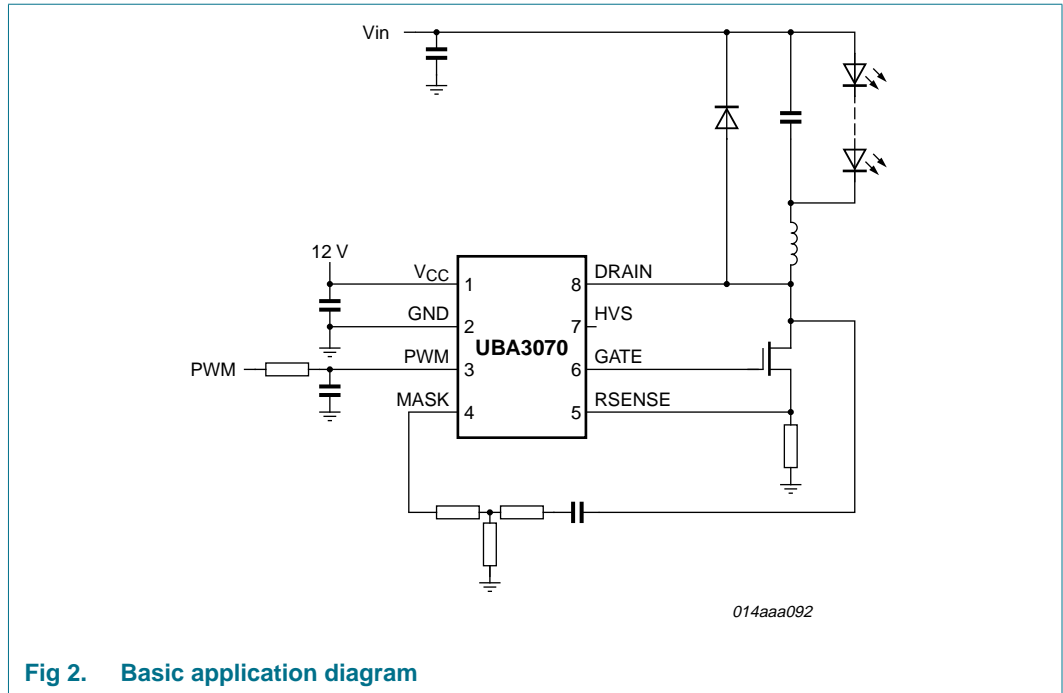 Vin
12 V
VCC
1
GND
2
PWM
PWM
3
MASK
4
UBA3070
DRAIN
8
HVS
7
GATE
6
RSENSE
5
014aaa092
Fig 2. Basic application diagram